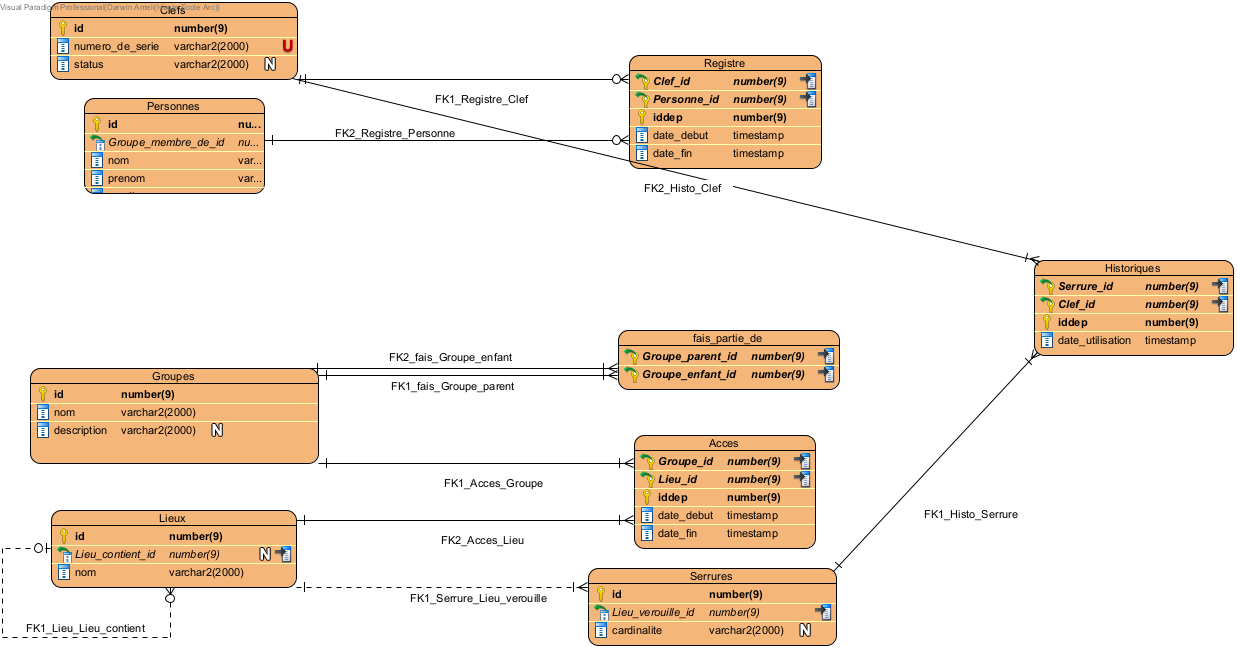 Visual Paradigm Professional(Darwin Ameli(Haute Ecole Arc))
Clefs
id number(9)
numero_de_serie varchar2(2000) U
status varchar2(2000) N
Personnes
id nu...
Groupe_membre_de_id nu...
nom var...
prenom var...
Registre
Clef_id number(9)
Personne_id number(9)
iddep number(9)
date_debut timestamp
date_fin timestamp
FK1_Registre_Clef
FK2_Registre_Personne
FK2_Histo_Clef
Historiques
Serrure_id number(9)
Clef_id number(9)
iddep number(9)
date_utilisation timestamp
fais_partie_de
Groupe_parent_id number(9)
Groupe_enfant_id number(9)
FK2_fais_Groupe_enfant
FK1_fais_Groupe_parent
Groupes
id number(9)
nom varchar2(2000)
description varchar2(2000) N
Acces
Groupe_id number(9)
Lieu_id number(9)
iddep number(9)
date_debut timestamp
date_fin timestamp
FK1_Acces_Groupe
FK2_Acces_Lieu
FK1_Histo_Serrure
Lieux
id number(9)
Lieu_contient_id number(9) N
nom varchar2(2000)
FK1_Serrure_Lieu_verouille
FK1_Lieu_Lieu_contient
Serrures
id number(9)
Lieu_verouille_id number(9)
cardinalite varchar2(2000) N